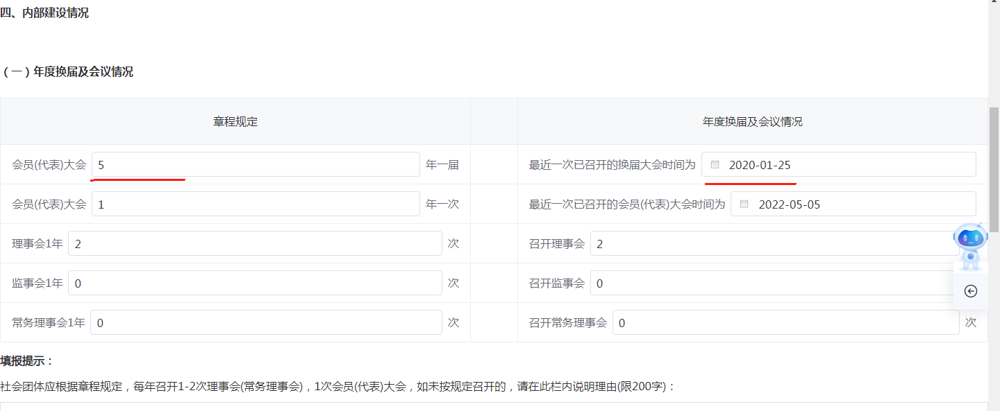 四、内部建设情况
（一）年度换届及会议情况
章程规定 年度换届及会议情况
会员(代表)大会 5 年一届 最近一次已召开的换届大会时间为 2020-01-25
会员(代表)大会 1 年一次 最近一次已召开的会员(代表)大会时间为 2022-05-05
理事会1年 2 次 召开理事会 2
监事会1年 0 次 召开监事会 0
常务理事会1年 0 次 召开常务理事会 0 次
填报提示：
社会团体应根据章程规定，每年召开1-2次理事会(常务理事会)，1次会员(代表)大会，如未按规定召开的，请在此栏内说明理由(限200字)：